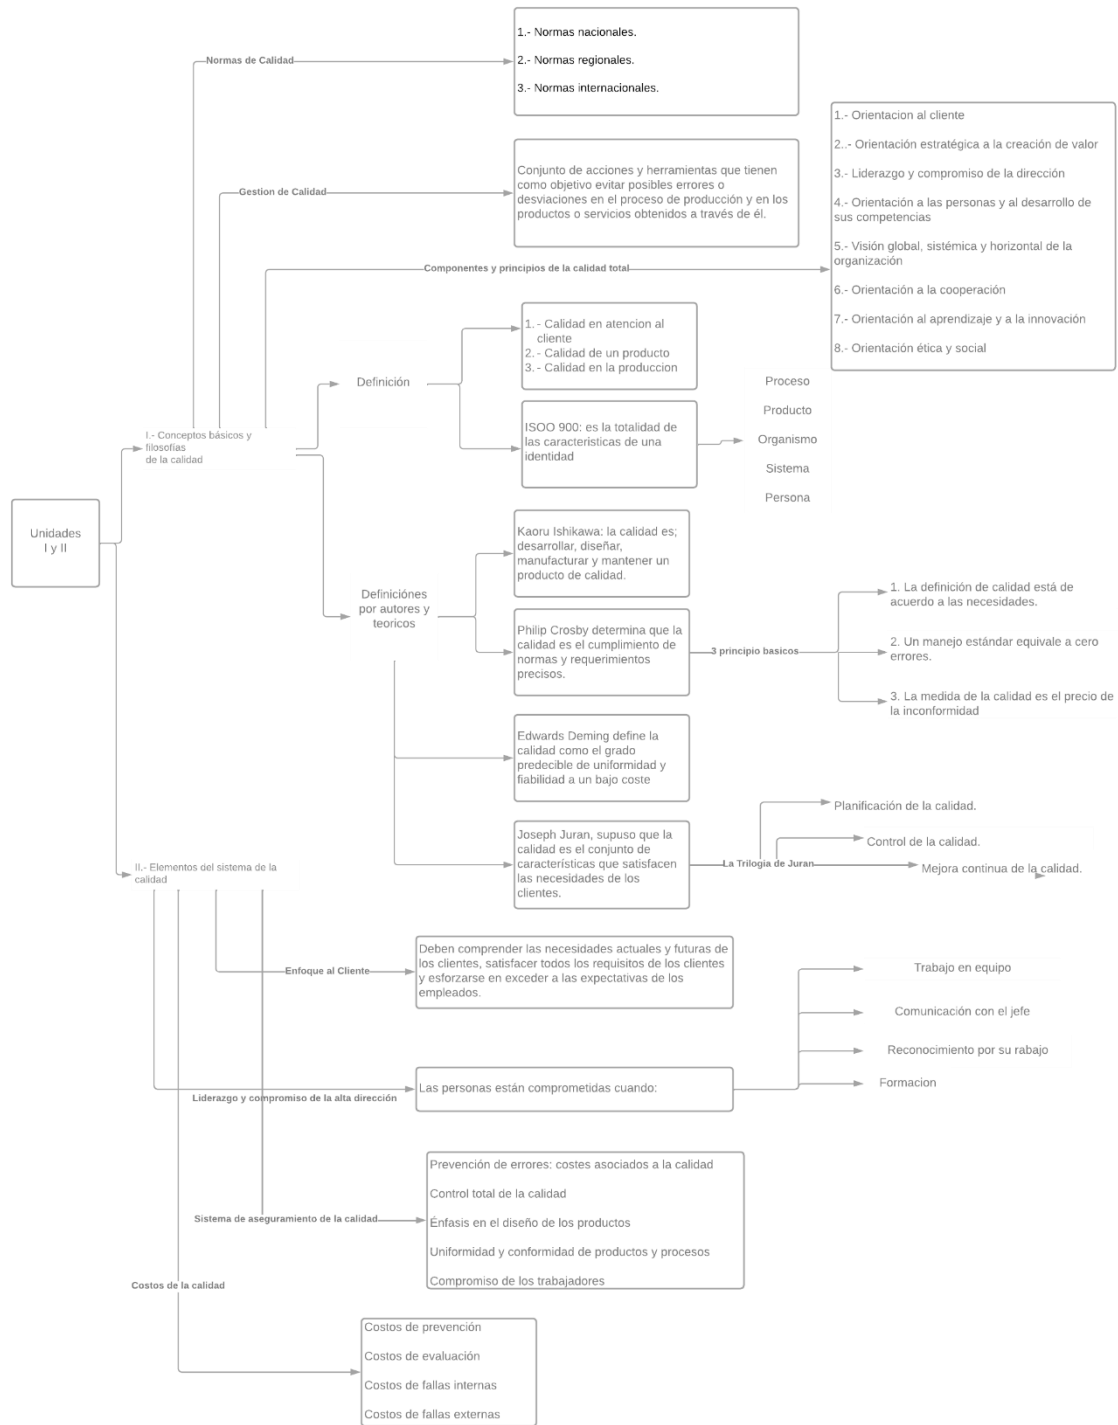 1.- Normas nacionales.
2.- Normas regionales.
3.- Normas internacionales.
Normas de Calidad
1.- Orientacion al cliente
2..- Orientación estratégica a la creación de valor
3.- Liderazgo y compromiso de la dirección
4.- Orientación a las personas y al desarrollo de
sus competencias
5.- Visión global, sistémica y horizontal de la
organización
6.- Orientación a la cooperación
7.- Orientación al aprendizaje y a la innovación
8.- Orientación ética y social
Conjunto de acciones y herramientas que tienen
como objetivo evitar posibles errores o
desviaciones en el proceso de producción y en los
productos o servicios obtenidos a través de él.
Gestion de Calidad
Componentes y principios de la calidad total
1. - Calidad en atencion al
cliente
2. - Calidad de un producto
3. - Calidad en la produccion
Definición
ISOO 900: es la totalidad de
las caracteristicas de una
identidad
Proceso
Producto
Organismo
Sistema
Persona
I.- Conceptos básicos y
filosofías
de la calidad
Unidades
I y II
Kaoru Ishikawa: la calidad es;
desarrollar, diseñar,
manufacturar y mantener un
producto de calidad.
Definiciónes
por autores y
teoricos
Philip Crosby determina que la
calidad es el cumplimiento de
normas y requerimientos
precisos.
3 principio basicos
1. La definición de calidad está de
acuerdo a las necesidades.
2. Un manejo estándar equivale a cero
errores.
3. La medida de la calidad es el precio de
la inconformidad
Edwards Deming define la
calidad como el grado
predecible de uniformidad y
fiabilidad a un bajo coste
Joseph Juran, supuso que la
calidad es el conjunto de
características que satisfacen
las necesidades de los
clientes.
La Trilogia de Juran
Planificación de la calidad.
Control de la calidad.
Mejora continua de la calidad.
II.- Elementos del sistema de la
calidad
Enfoque al Cliente
Deben comprender las necesidades actuales y futuras de
los clientes, satisfacer todos los requisitos de los clientes
y esforzarse en exceder a las expectativas de los
empleados.
Liderazgo y compromiso de la alta dirección
Las personas están comprometidas cuando:
Trabajo en equipo
Comunicación con el jefe
Reconocimiento por su rabajo
Formacion
Sistema de aseguramiento de la calidad
Prevención de errores: costes asociados a la calidad
Control total de la calidad
Énfasis en el diseño de los productos
Uniformidad y conformidad de productos y procesos
Compromiso de los trabajadores
Costos de la calidad
Costos de prevención
Costos de evaluación
Costos de fallas internas
Costos de fallas externas